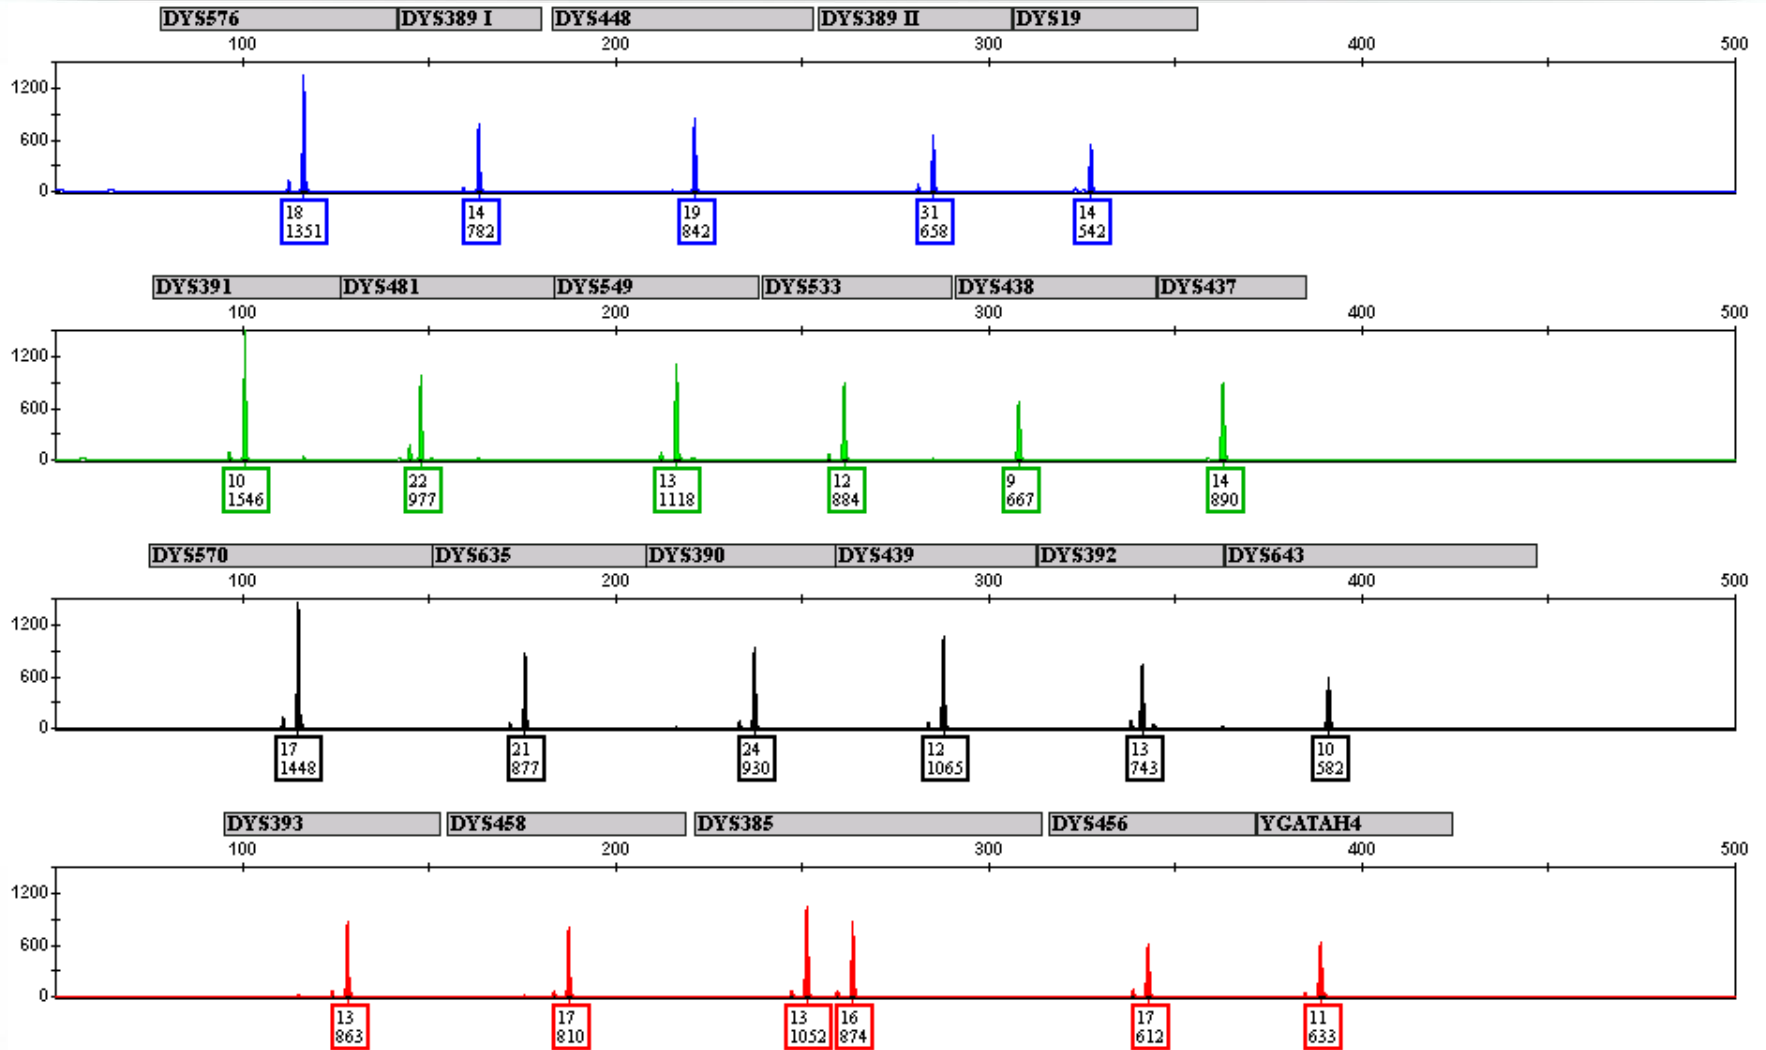 DYS576 DYS389 I DYS448 DYS389 II DYS19
100 200 300 400 500
1200
600
0
18 14 19 31 14
1351 782 842 658 542
DYS391 DYS481 DYS549 DYS533 DYS438 DYS437
100 200 300 400 500
1200
600
0
10 22 13 12 9 14
1546 977 1118 884 667 890
DYS570 DYS635 DYS390 DYS439 DYS392 DYS643
100 200 300 400 500
1200
600
0
17 21 24 12 13 10
1448 877 930 1065 743 582
DYS393 DYS458 DYS385 DYS456 YGATAH4
100 200 300 400 500
1200
600
0
13 17 13 16 17 11
863 810 1052 874 612 633